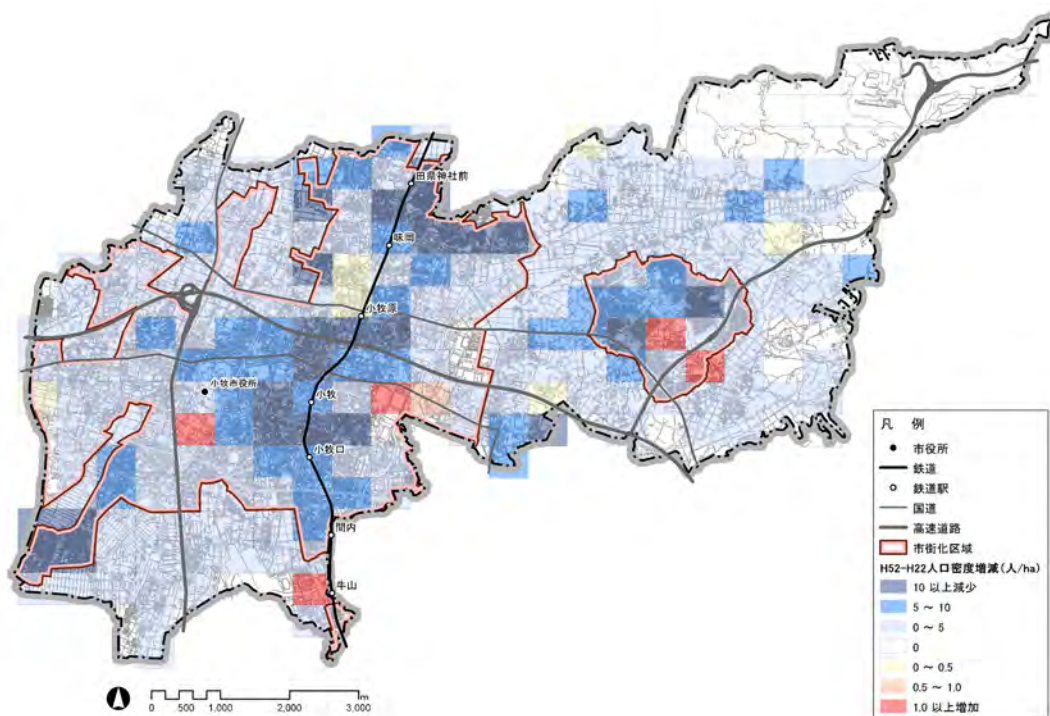 田県神社前
味岡
小牧原
小牧市役所
小牧
小牧口
間内
牛山
凡 例
市役所
鉄道
鉄道駅
国道
高速道路
市街化区域
H52-H22人口密度増減(人/ha)
10 以上減少
5 ~ 10
0 ~ 5
0
0 ~ 0.5
0.5 ~ 1.0
1.0 以上増加
0 500 1,000 2,000 3,000 m